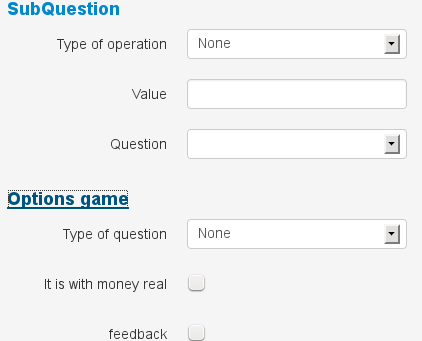 SubQuestion
Type of operation None
Value
Question
Options game
Type of question None
It is with money real
feedback